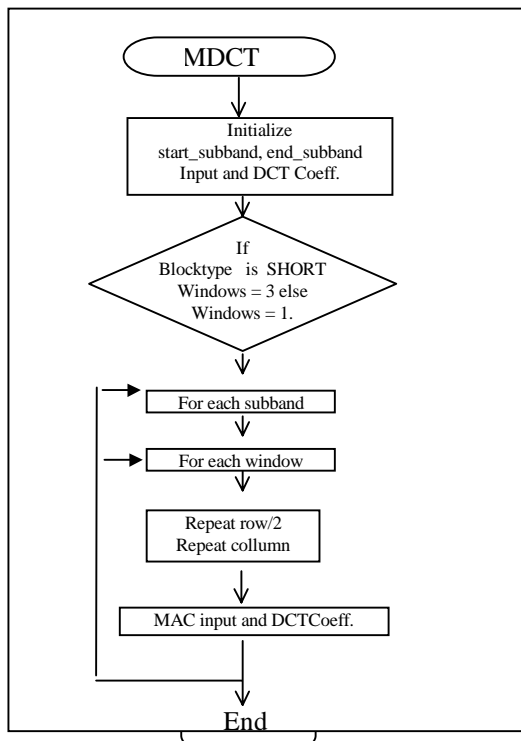 MDCT
Initialize
start_subband, end_subband
Input and DCT Coeff.
If
Blocktype is SHORT
Windows = 3 else
Windows = 1.
For each subband
For each window
Repeat row/2
Repeat collumn
MAC input and DCTCoeff.
End